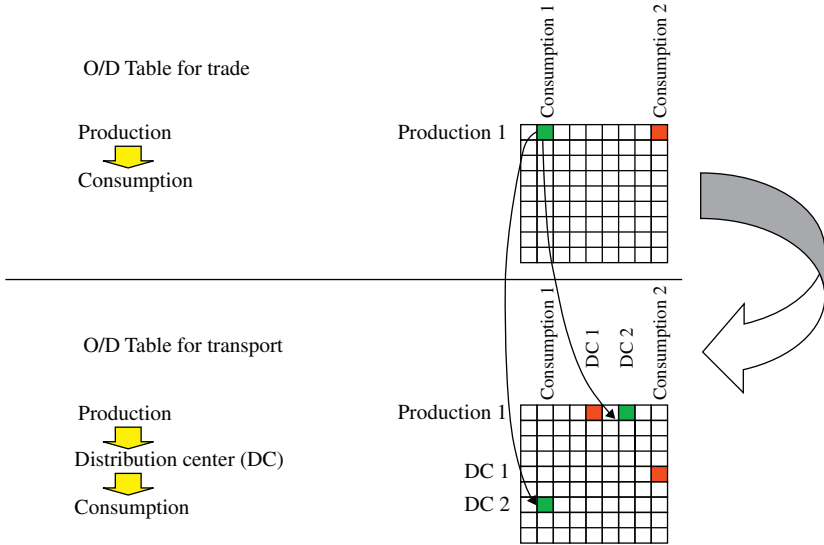 O/D Table for trade
Production
Consumption
Consumption 1
Consumption 2
Production 1
O/D Table for transport
Production
Distribution center (DC)
Consumption
Consumption 1
DC 1
DC 2
Consumption 2
Production 1
DC 1
DC 2